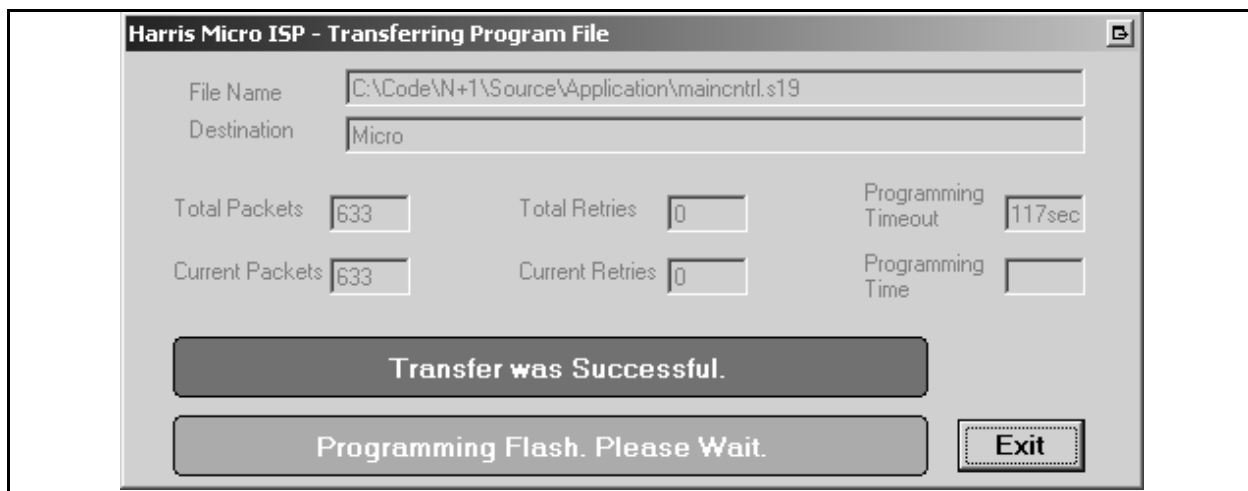 Harris Micro ISP - Transferring Program File
File Name C:\Code\N+1\Source\Application\maincntrl.s19
Destination Micro
Total Packets 633 Total Retries 0 Programming Timeout 117sec
Current Packets 633 Current Retries 0 Programming Time
Transfer was Successful.
Programming Flash. Please Wait.
Exit